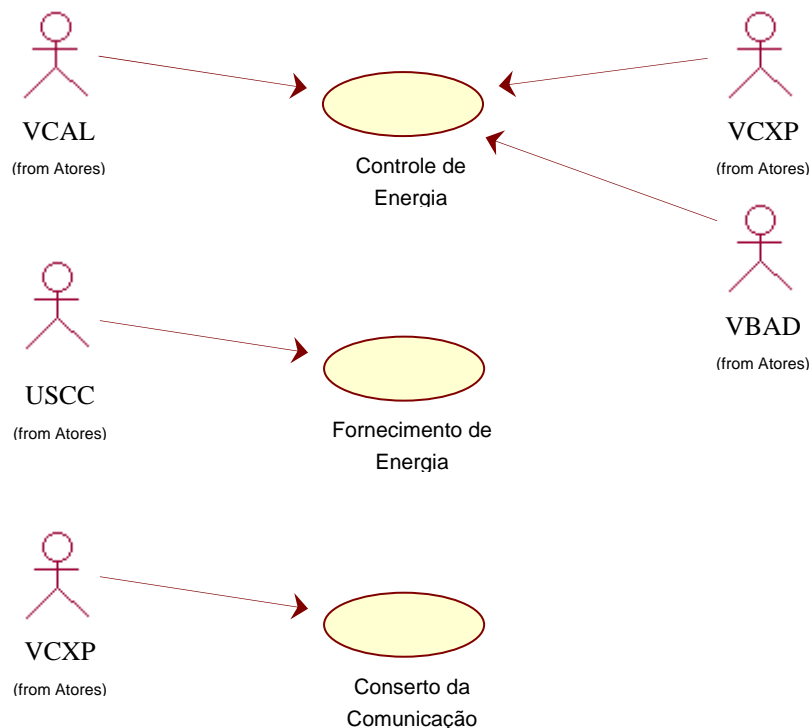 VCAL
(from Atores)
Controle de
Energia
VCXP
(from Atores)
VBAD
(from Atores)
USCC
(from Atores)
Fornecimento de
Energia
VCXP
(from Atores)
Conserto da
Comunicação